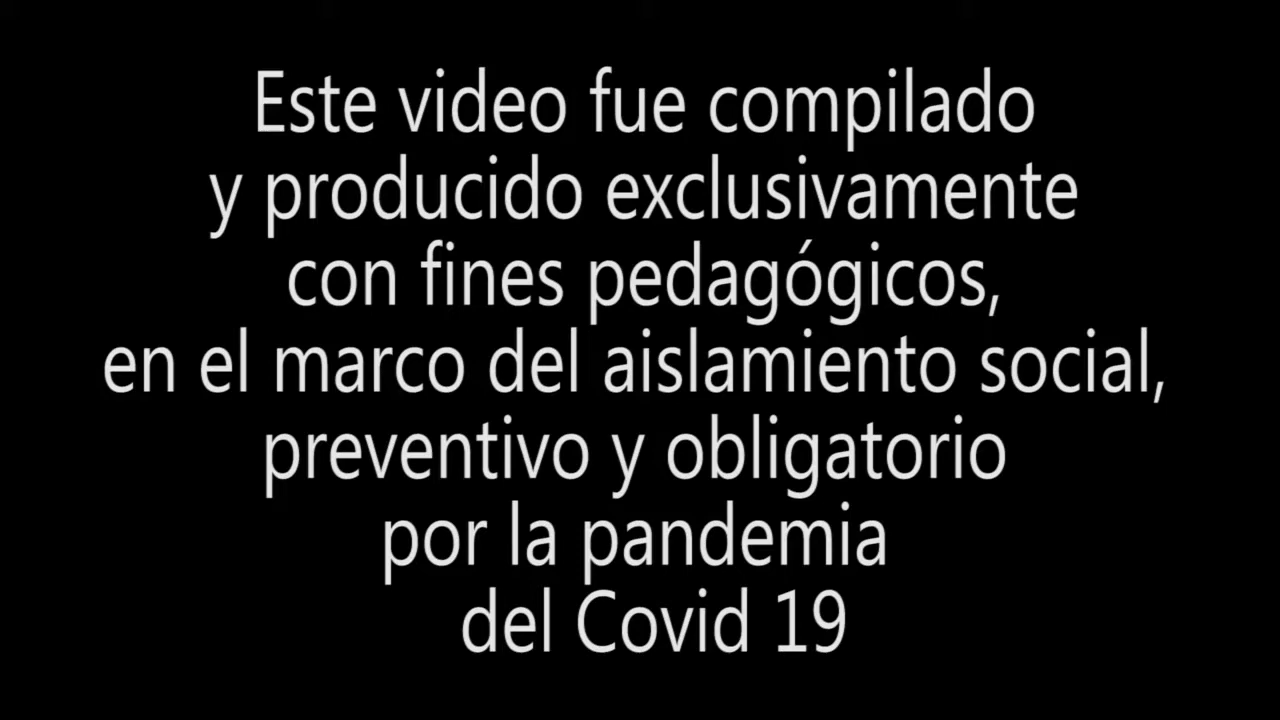 Este video fue compilado
y producido exclusivamente
con fines pedagógicos,
en el marco del aislamiento social,
preventivo y obligatorio
por la pandemia
del Covid 19